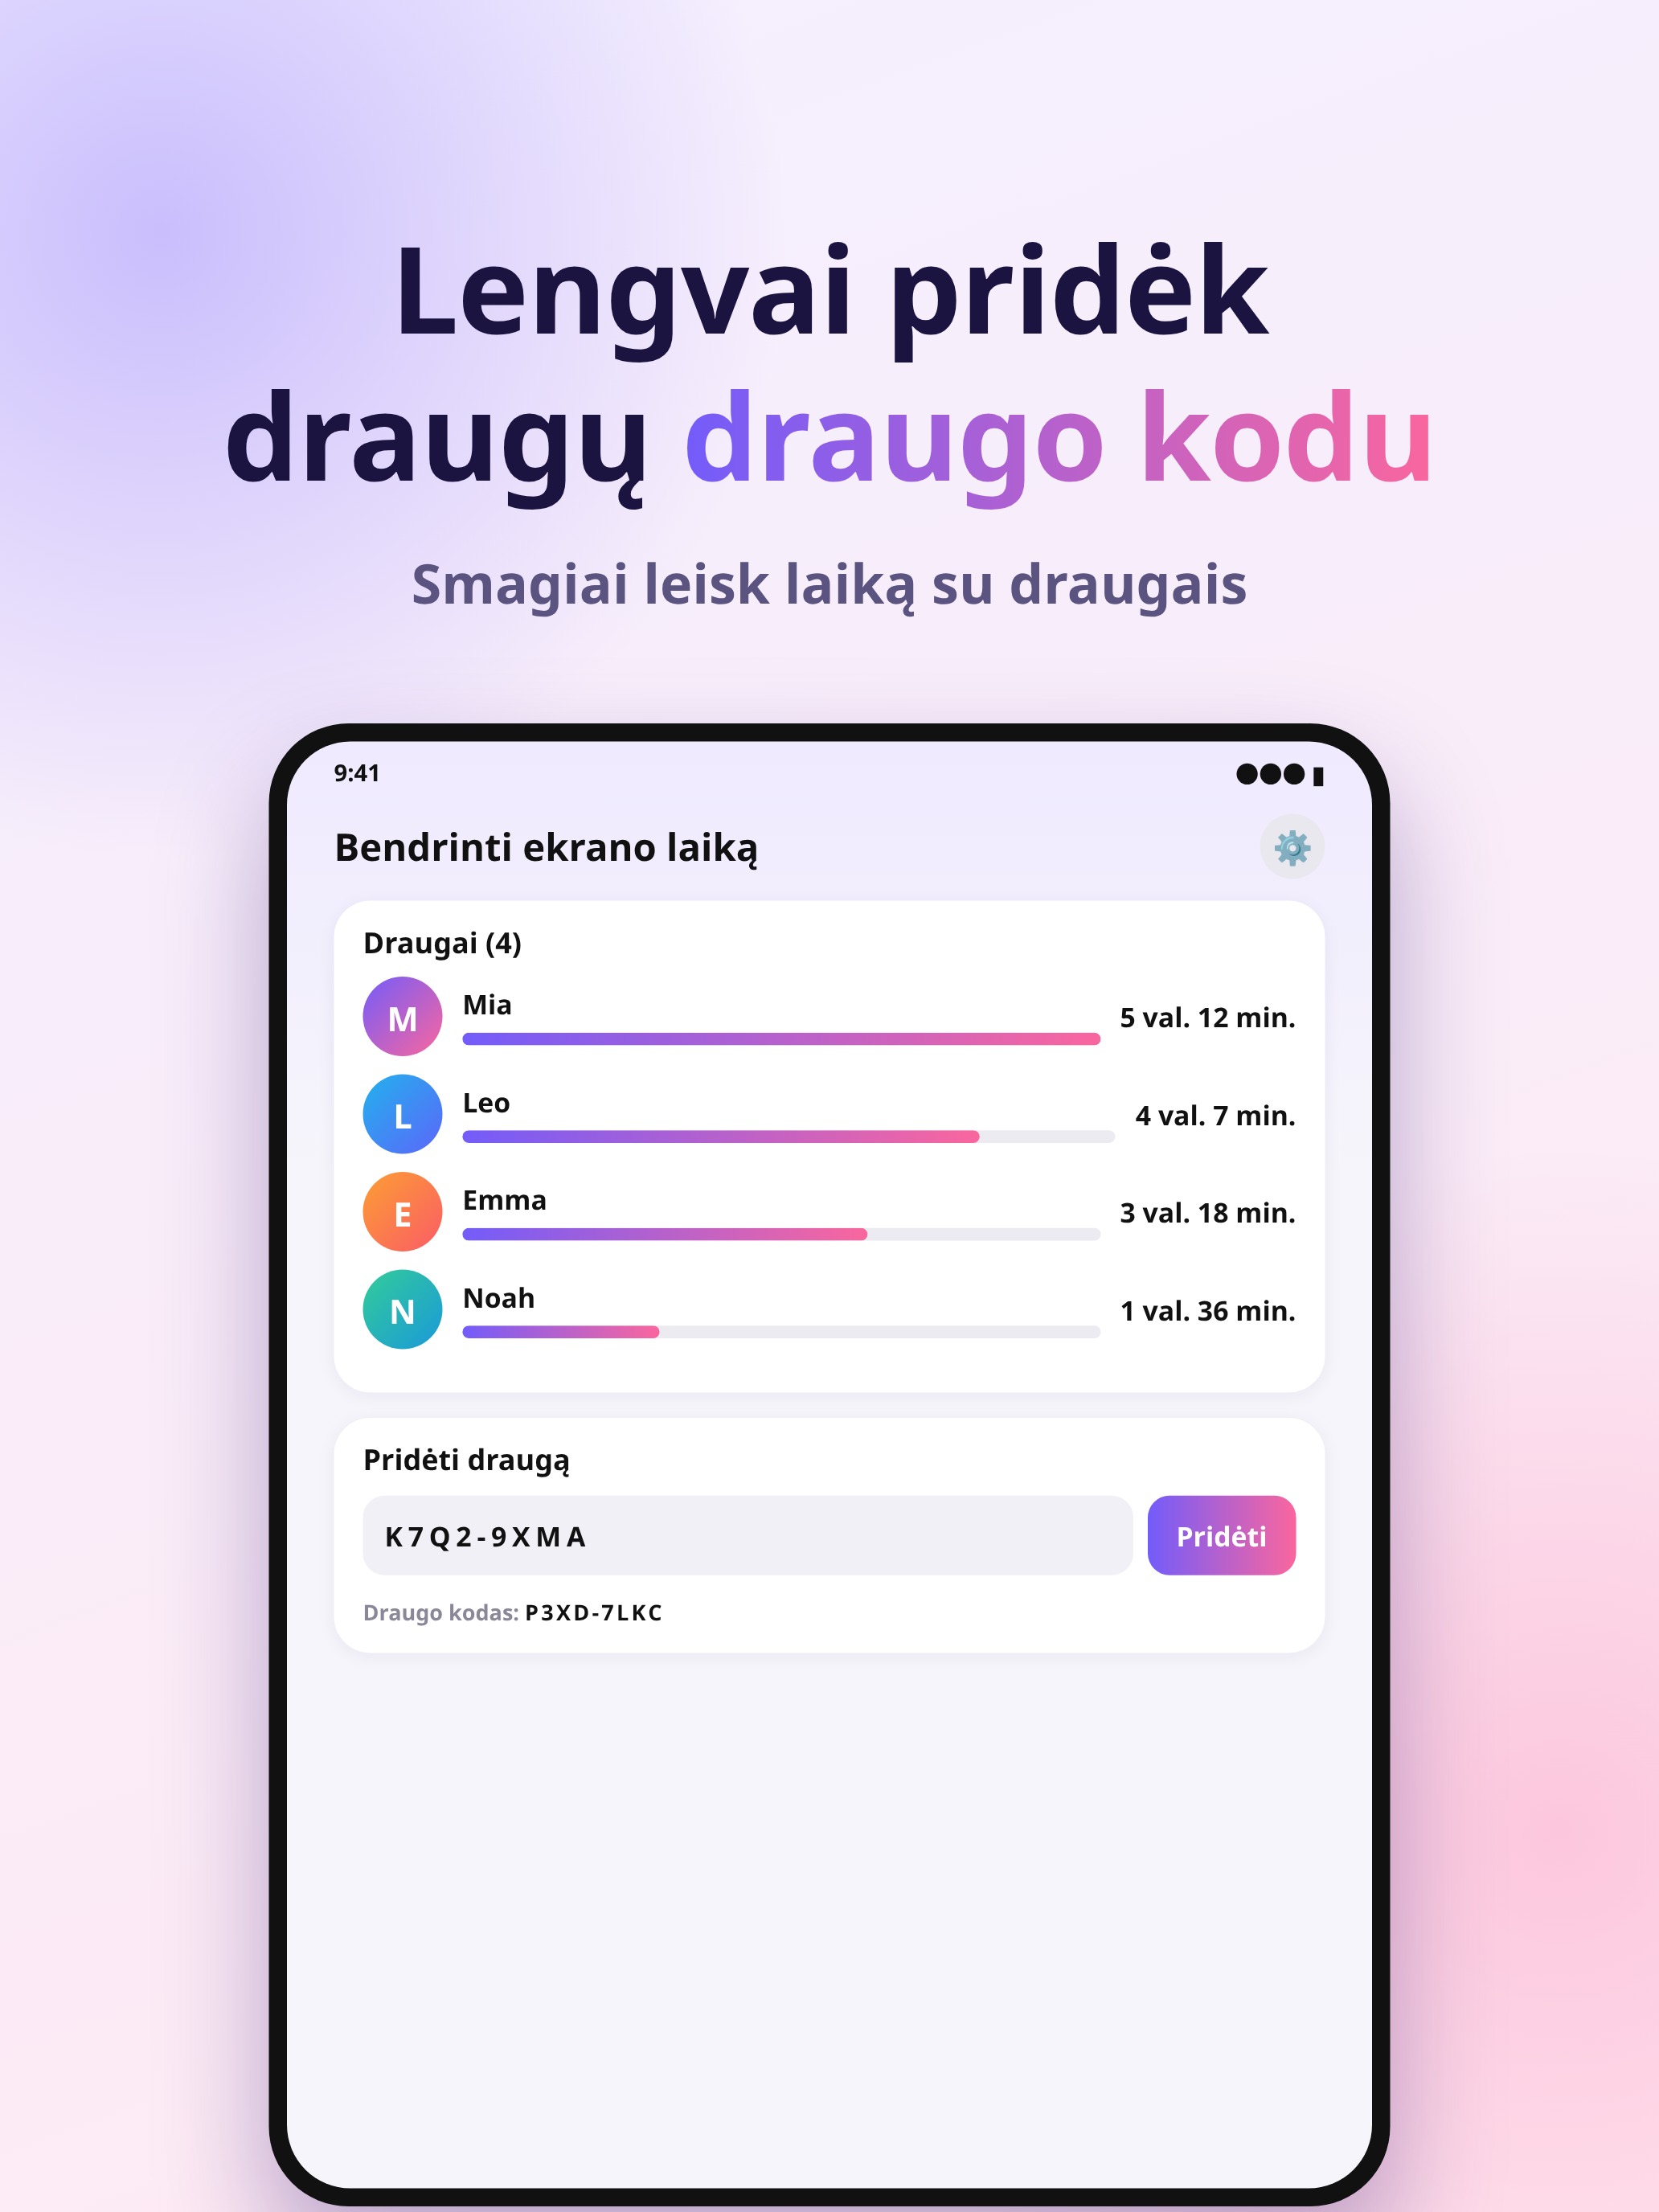 Lengvai pridėk
draugų draugo kodu
Smagiai leisk laiką su draugais
9:41
Bendrinti ekrano laiką
Draugai (4)
M
Mia
5 val. 12 min.
L
Leo
4 val. 7 min.
E
Emma
3 val. 18 min.
N
Noah
1 val. 36 min.
Pridėti draugą
K7Q2-9XMA
Pridėti
Draugo kodas: P3XD-7LKC